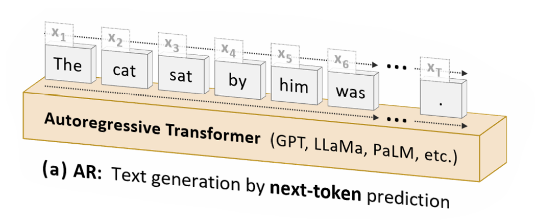 x1 x2 x3 x4 x5 x6 ... xT
The cat sat by him was ... .
Autoregressive Transformer (GPT, LLaMa, PaLM, etc.)
(a) AR: Text generation by next-token prediction